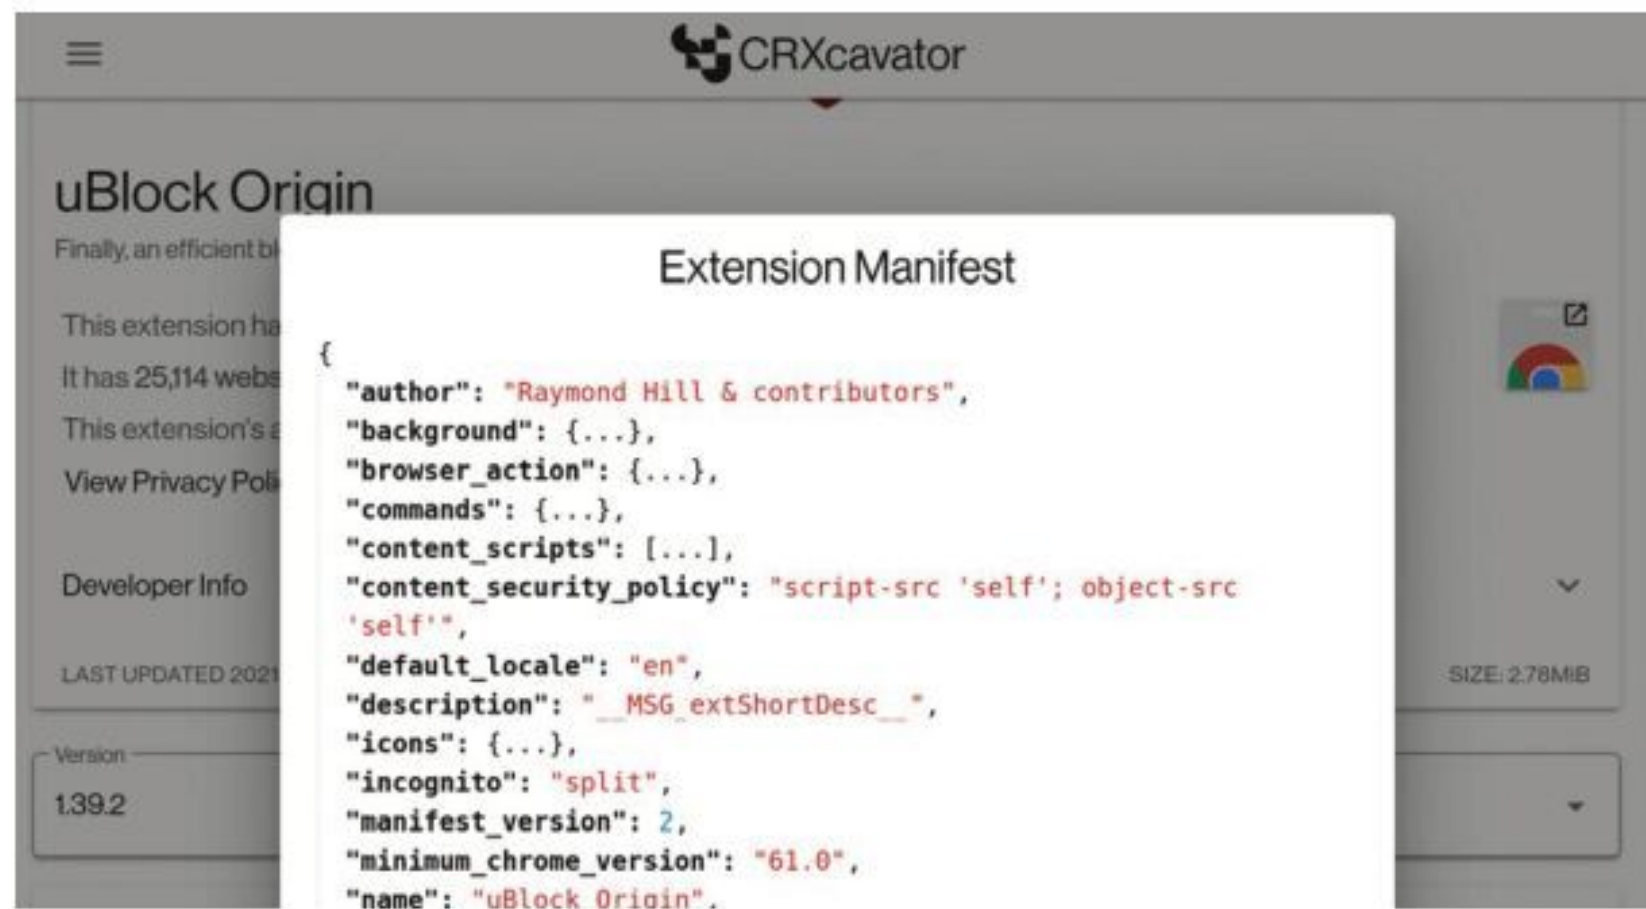 CRXcavator
uBlock Origin
Finally, an efficient bl
This extension ha
It has 25,114 webs
This extension's a
View Privacy Poli
Developer Info
LAST UPDATED 2021
SIZE: 2.78MiB
Version
1.39.2
Extension Manifest
{
"author": "Raymond Hill & contributors",
"background": {...},
"browser_action": {...},
"commands": {...},
"content_scripts": [...],
"content_security_policy": "script-src 'self'; object-src
'self'",
"default_locale": "en",
"description": "__MSG_extShortDesc__",
"icons": {...},
"incognito": "split",
"manifest_version": 2,
"minimum_chrome_version": "61.0",
"name": "uBlock Origin",